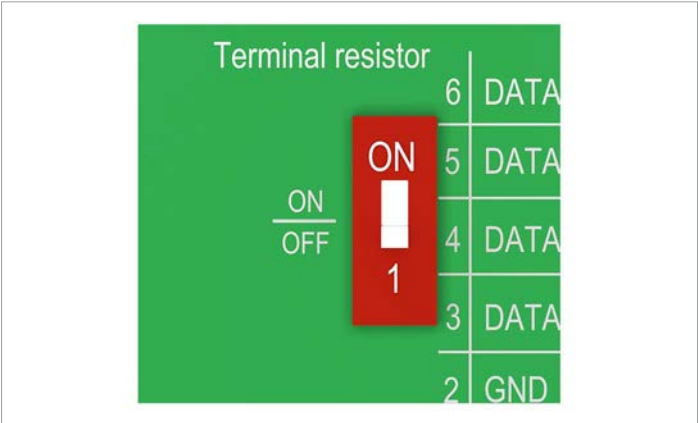 Terminal resistor
6 DATA
ON
5 DATA
ON
OFF
4 DATA
1
3 DATA
2 GND